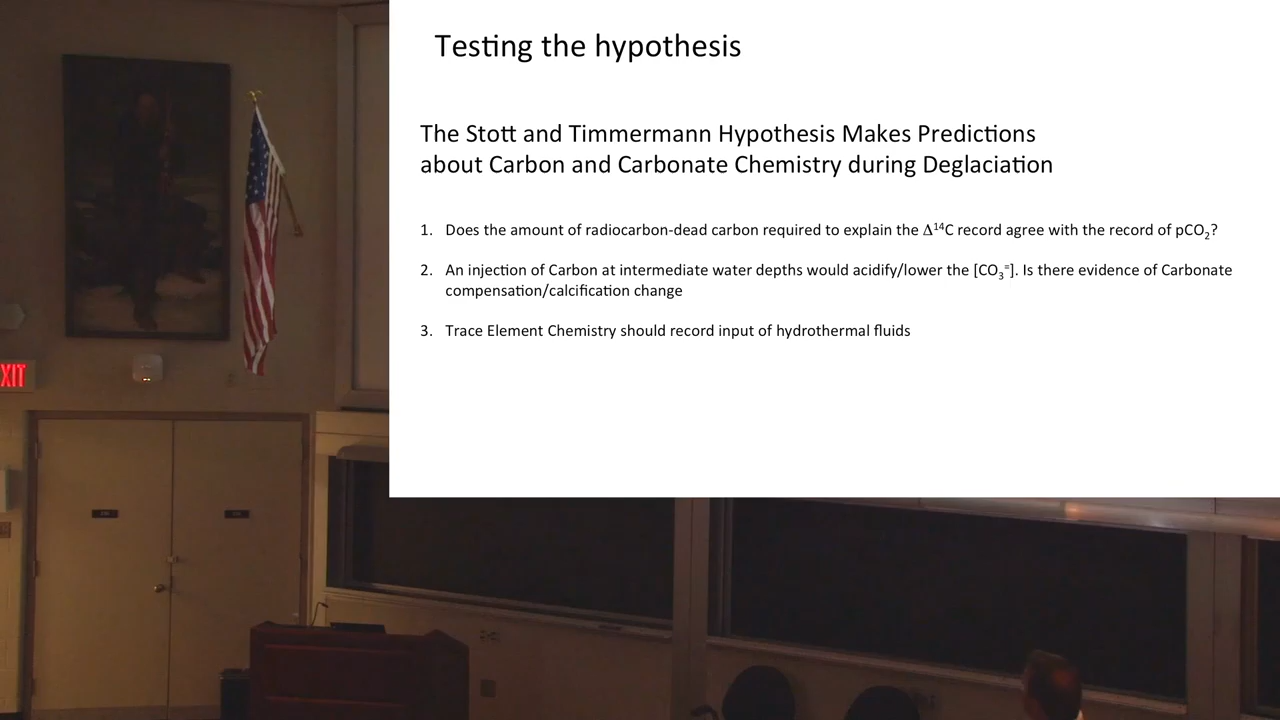 Testing the hypothesis
The Stott and Timmermann Hypothesis Makes Predictions
about Carbon and Carbonate Chemistry during Deglaciation
1. Does the amount of radiocarbon-dead carbon required to explain the Δ¹⁴C record agree with the record of pCO₂?
2. An injection of Carbon at intermediate water depths would acidify/lower the [CO₃⁼]. Is there evidence of Carbonate
compensation/calcification change
3. Trace Element Chemistry should record input of hydrothermal fluids
XIT